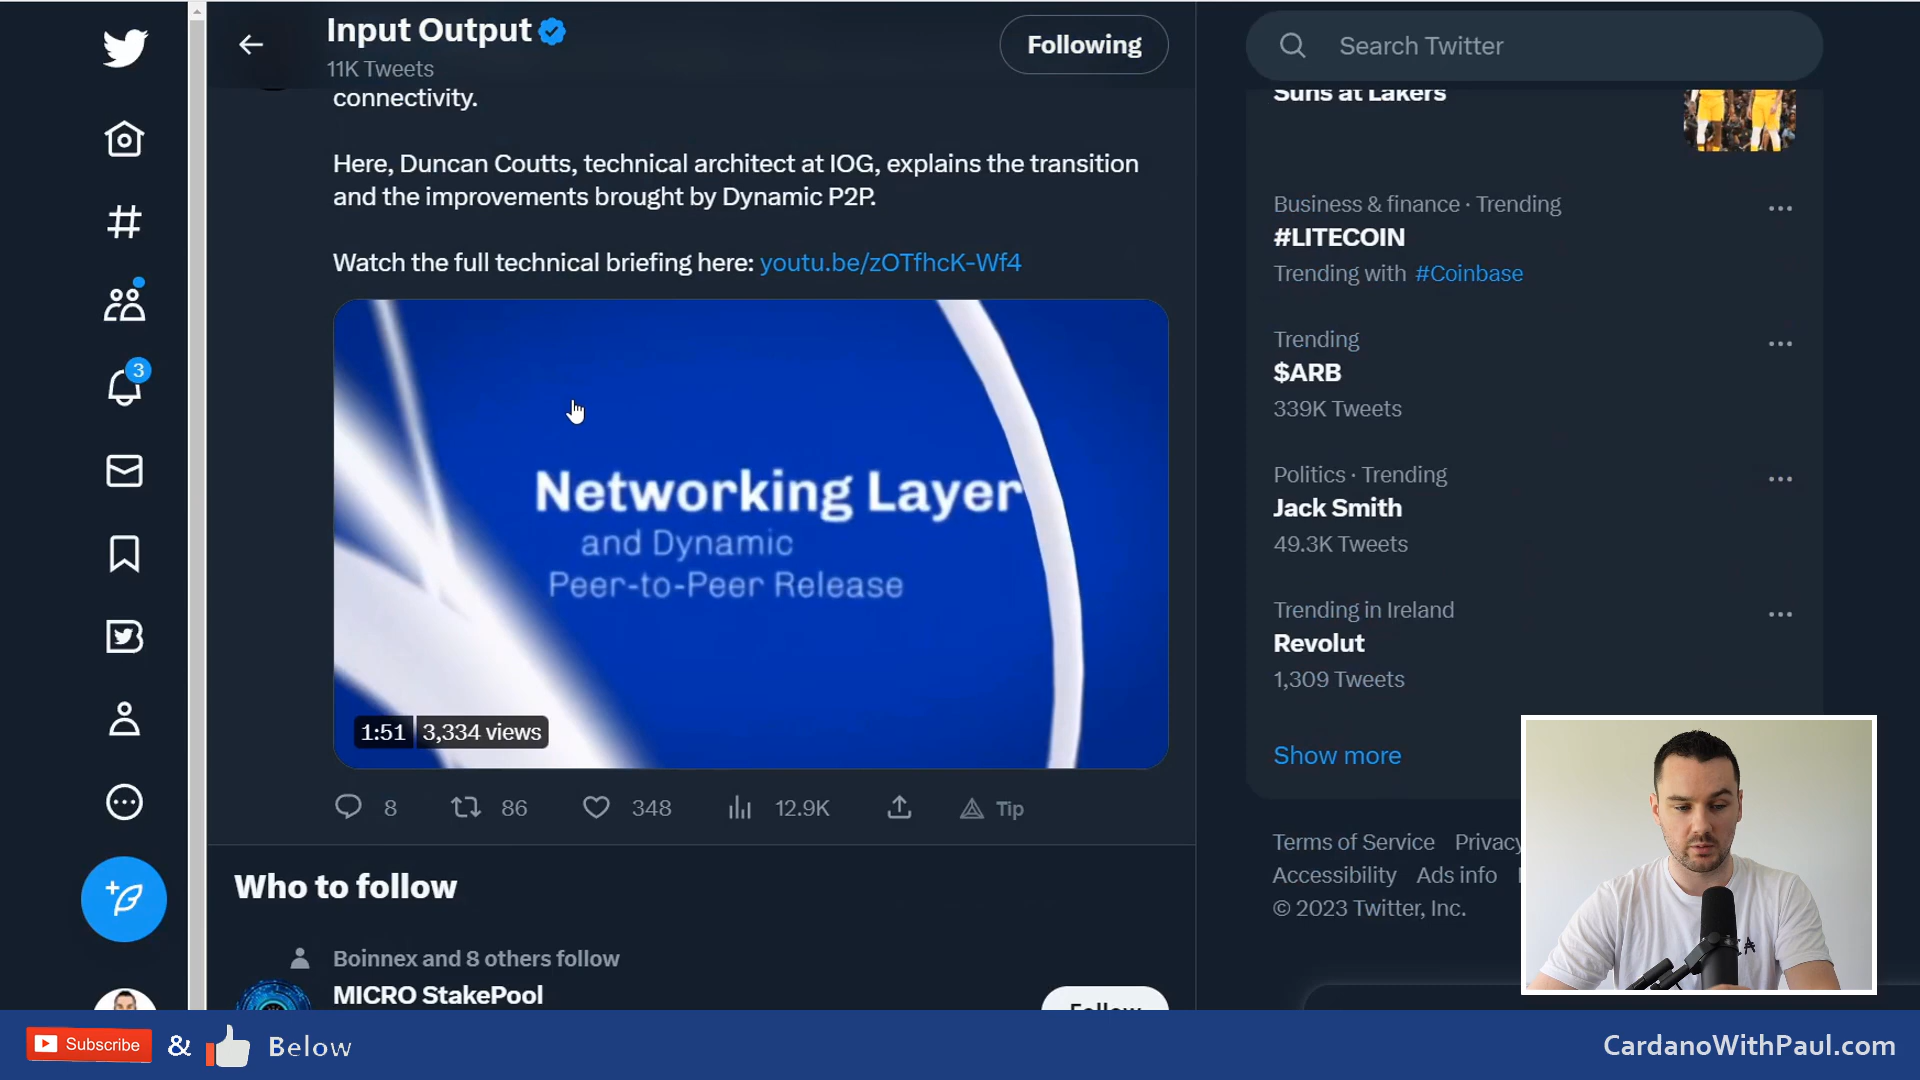 Input Output
11K Tweets
Following
Search Twitter
connectivity.
Here, Duncan Coutts, technical architect at IOG, explains the transition
and the improvements brought by Dynamic P2P.
Watch the full technical briefing here: youtu.be/zOTfhcK-Wf4
Networking Layer
and Dynamic
Peer-to-Peer Release
1:51 3,334 views
8 86 348 12.9K Tip
Who to follow
Boinnex and 8 others follow
MICRO StakePool
Follow
3
Suns at Lakers
Business & finance · Trending
#LITECOIN
Trending with #Coinbase
Trending
$ARB
339K Tweets
Politics · Trending
Jack Smith
49.3K Tweets
Trending in Ireland
Revolut
1,309 Tweets
Show more
Terms of Service Privacy
Accessibility Ads info
© 2023 Twitter, Inc.
Subscribe & Below
CardanoWithPaul.com